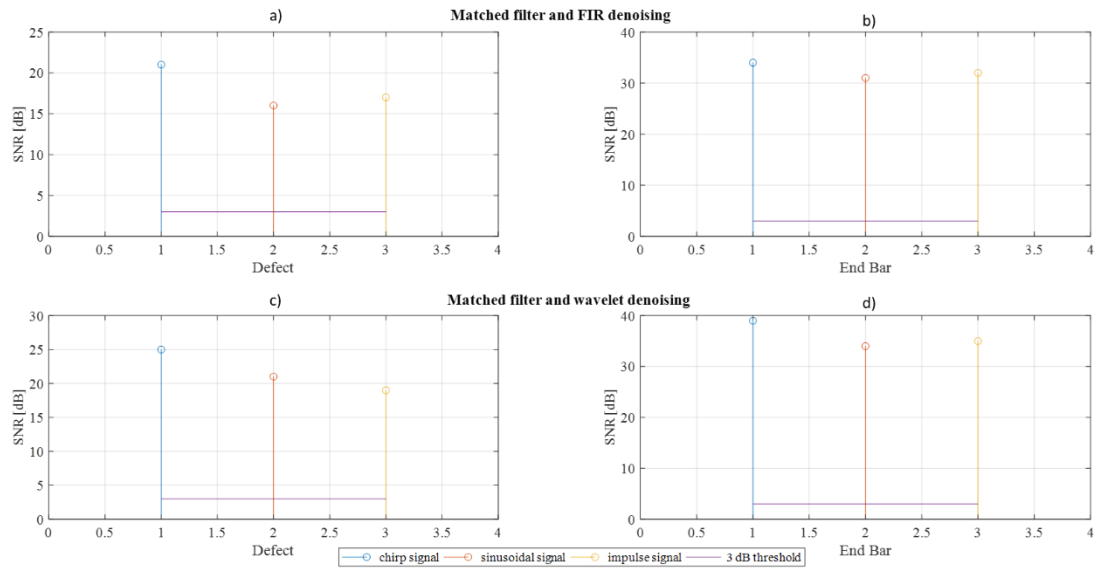 a)
Matched filter and FIR denoising
b)
25
20
15
10
5
0
SNR [dB]
0 0.5 1 1.5 2 2.5 3 3.5 4
Defect
40
30
20
10
0
SNR [dB]
0 0.5 1 1.5 2 2.5 3 3.5 4
End Bar
c)
Matched filter and wavelet denoising
d)
30
25
20
15
10
5
0
SNR [dB]
0 0.5 1 1.5 2 2.5 3 3.5 4
Defect
40
30
20
10
0
SNR [dB]
0 0.5 1 1.5 2 2.5 3 3.5 4
End Bar
chirp signal sinusoidal signal impulse signal 3 dB threshold